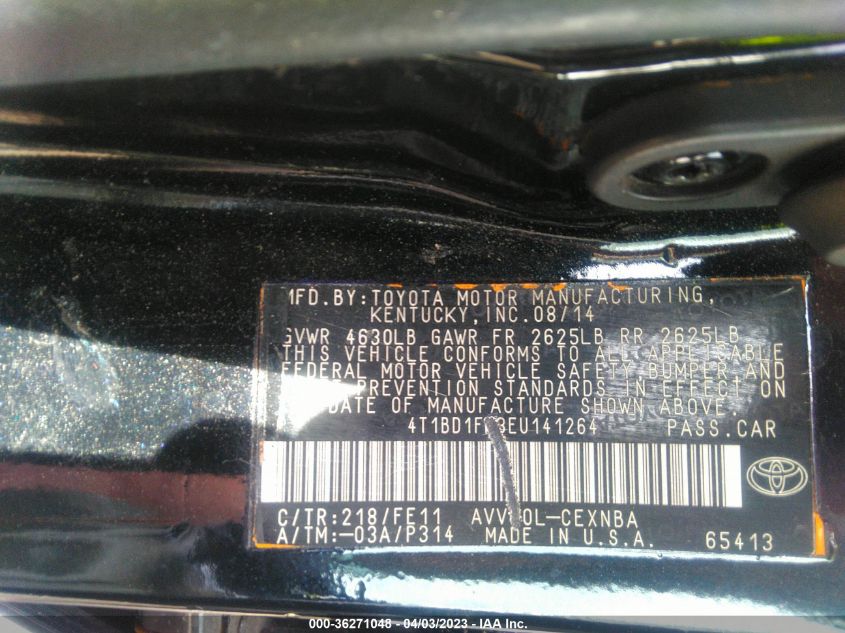 MFD.BY:TOYOTA MOTOR MANUFACTURING,
KENTUCKY,INC.08/14
GVWR 4630LB GAWR FR 2625LB RR 2625LB
THIS VEHICLE CONFORMS TO ALL APPLICABLE
FEDERAL MOTOR VEHICLE SAFETY,BUMPER AND
PREVENTION STANDARDS IN EFFECT ON
DATE OF MANUFACTURE SHOWN ABOVE.
PASS.CAR
C/TR:218/FE11
A/TM:-03A/P314 MADE IN U.S.A. 65413
000-36271048 - 04/03/2023 - IAA Inc.